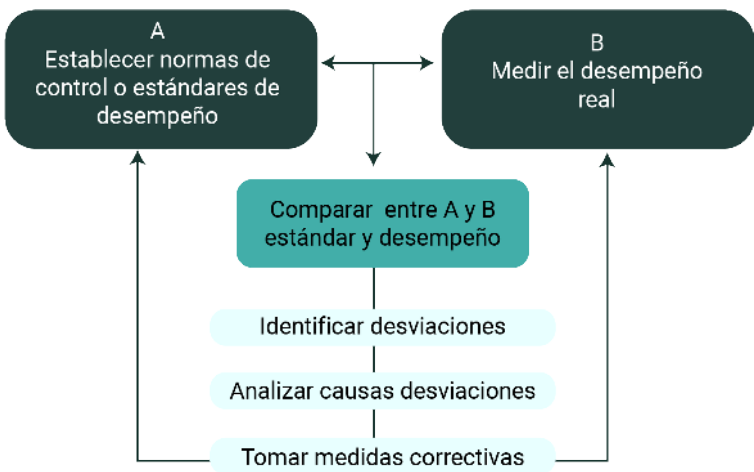 A
Establecer normas de
control o estándares de
desempeño
B
Medir el desempeño
real
Comparar entre A y B
estándar y desempeño
Identificar desviaciones
Analizar causas desviaciones
Tomar medidas correctivas